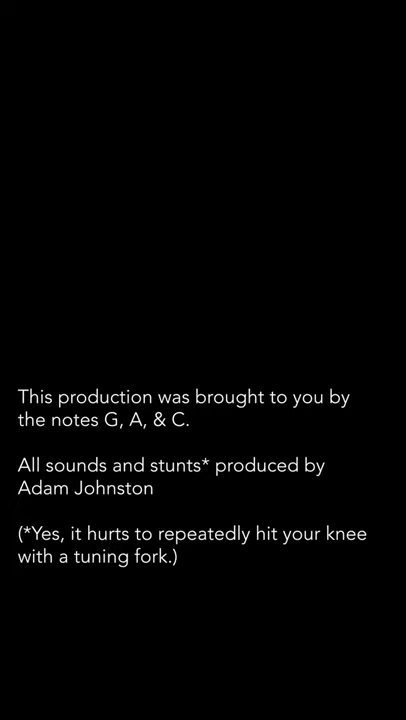 This production was brought to you by
the notes G, A, & C.
All sounds and stunts* produced by
Adam Johnston
(*Yes, it hurts to repeatedly hit your knee
with a tuning fork.)